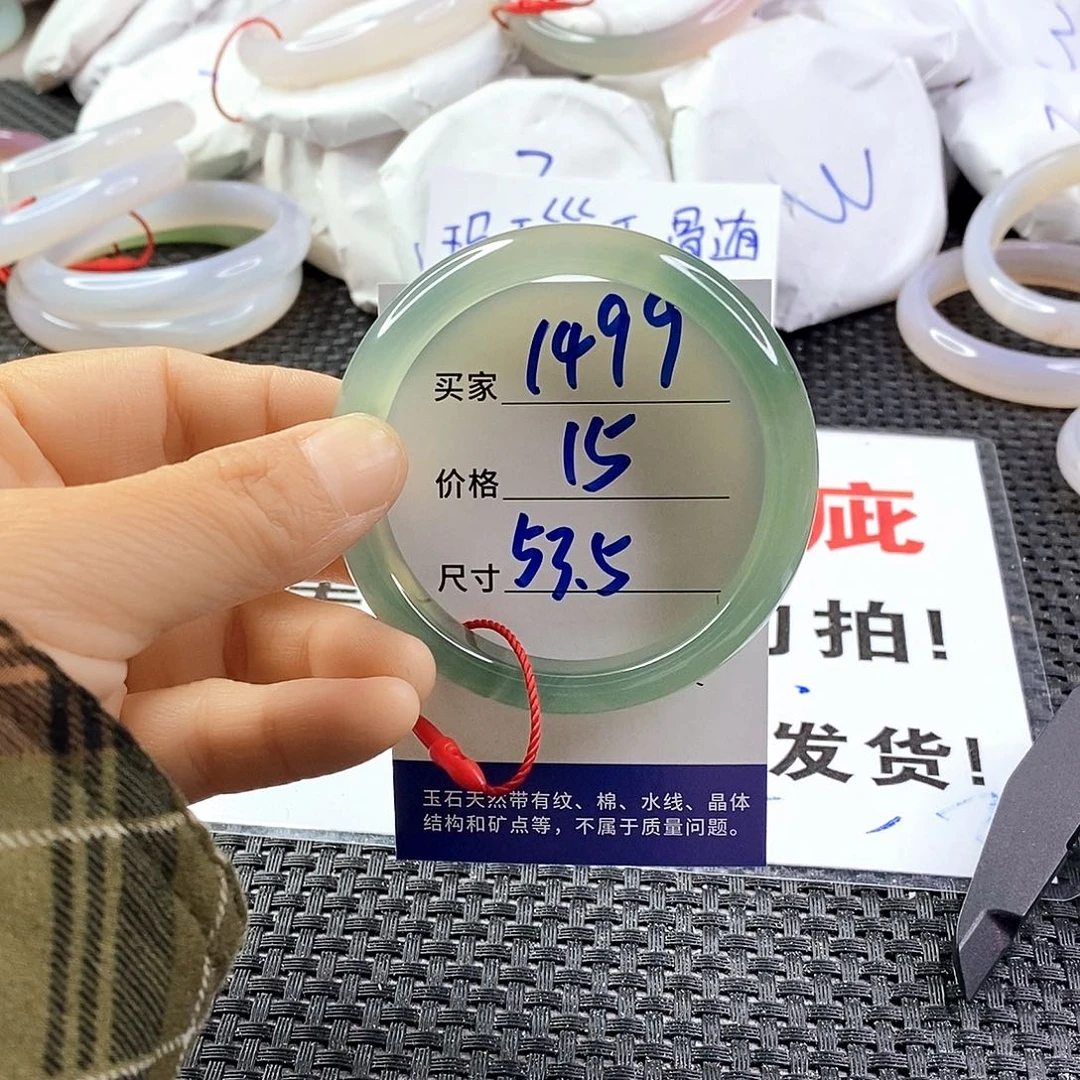 买家 1499
价格 15
尺寸 53.5
玉石天然带有纹、棉、水线、晶体
结构和矿点等，不属于质量问题。
疵
拍！
发货！